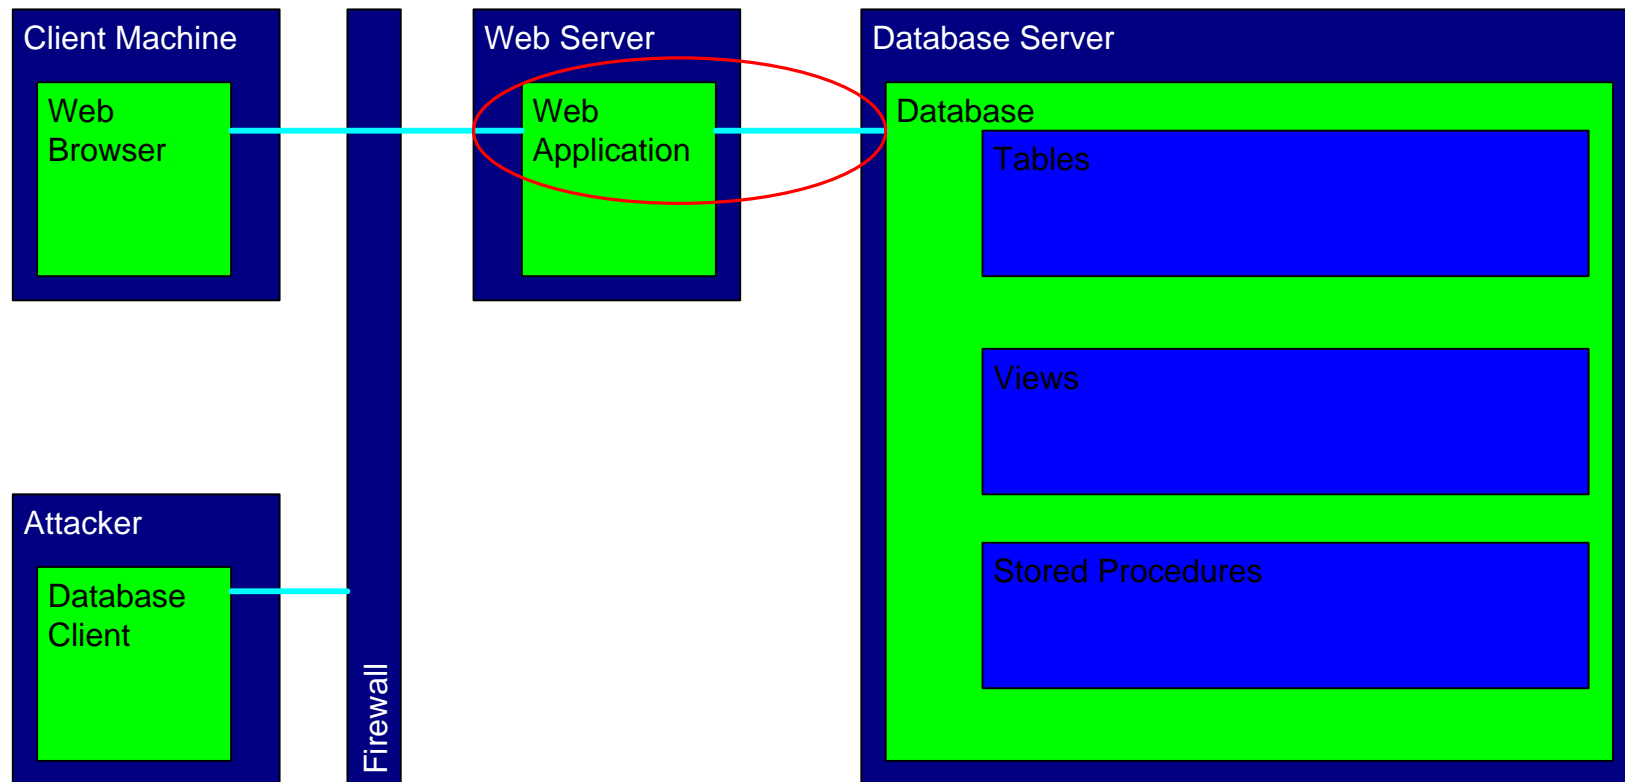 Client Machine
Web
Browser
Web Server
Web
Application
Database Server
Database
Tables
Views
Stored Procedures
Attacker
Database
Client
Firewall